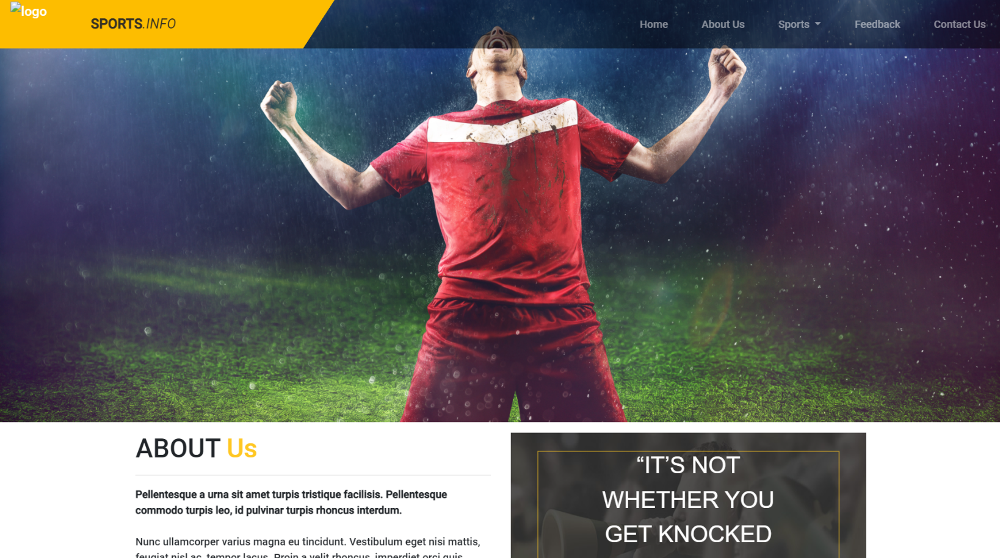 logo
SPORTS.INFO
Home About Us Sports Feedback Contact Us
ABOUT Us
Pellentesque a urna sit amet turpis tristique facilisis. Pellentesque
commodo turpis leo, id pulvinar turpis rhoncus interdum.
Nunc ullamcorper varius magna eu tincidunt. Vestibulum eget nisi mattis,
feugiat nisl ac, tempor lacus. Proin a velit rhoncus, imperdiet orci quis,
“IT’S NOT
WHETHER YOU
GET KNOCKED